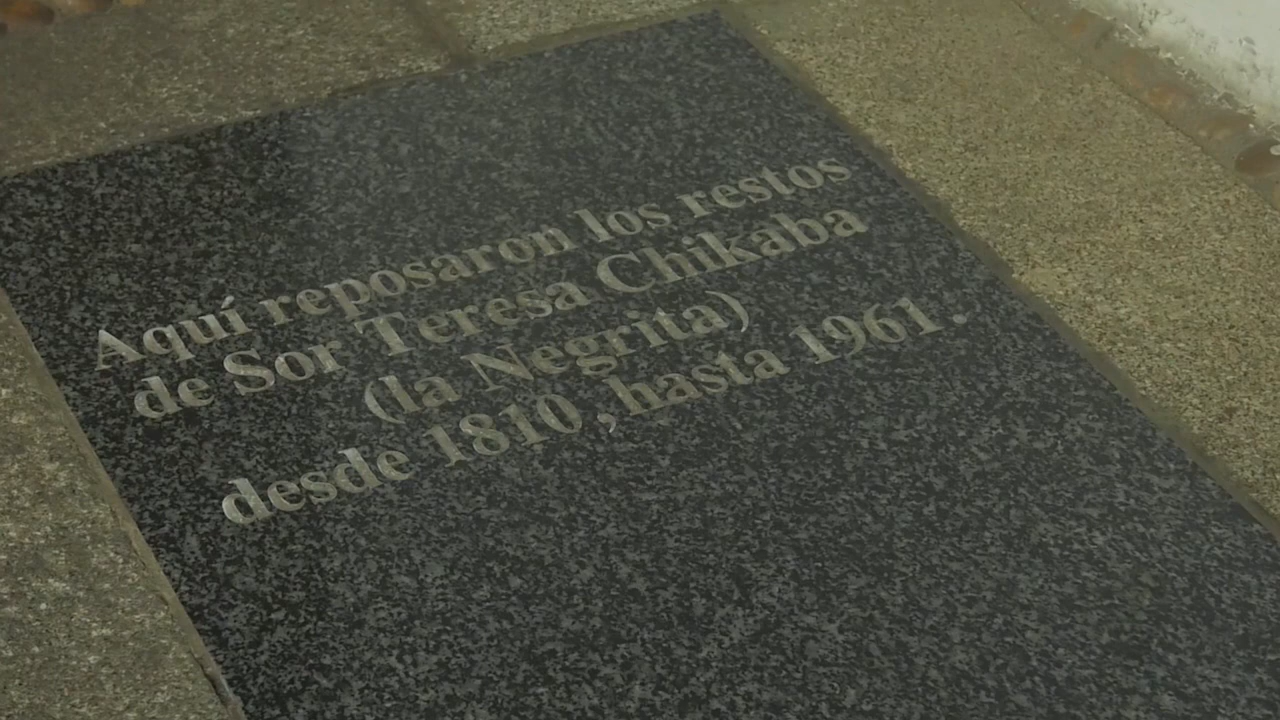 Aquí reposaron los restos
de Sor Teresa Chikaba
(la Negrita)
desde 1810 , hasta 1961 .